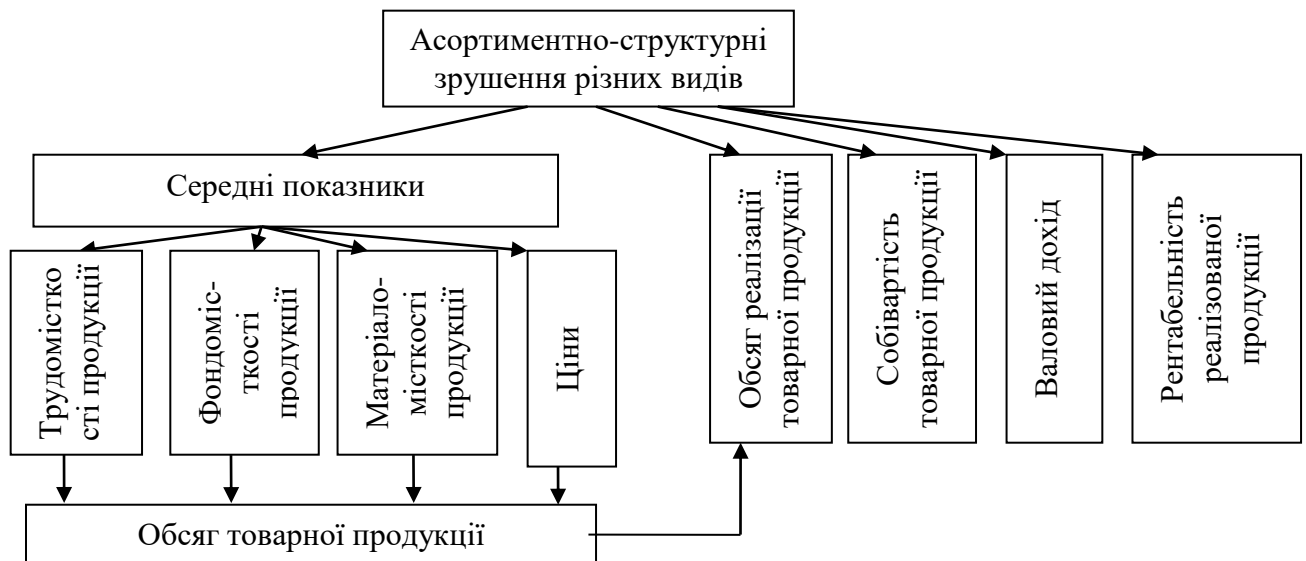 Асортиментно-структурні
зрушення різних видів
Середні показники
Трудомістко
сті продукції
Фондоміс-
ткості
продукції
Матеріало-
місткості
продукції
Ціни
Обсяг реалізації
товарної продукції
Собівартість
товарної продукції
Валовий дохід
Рентабельність
реалізованої
продукції
Обсяг товарної продукції